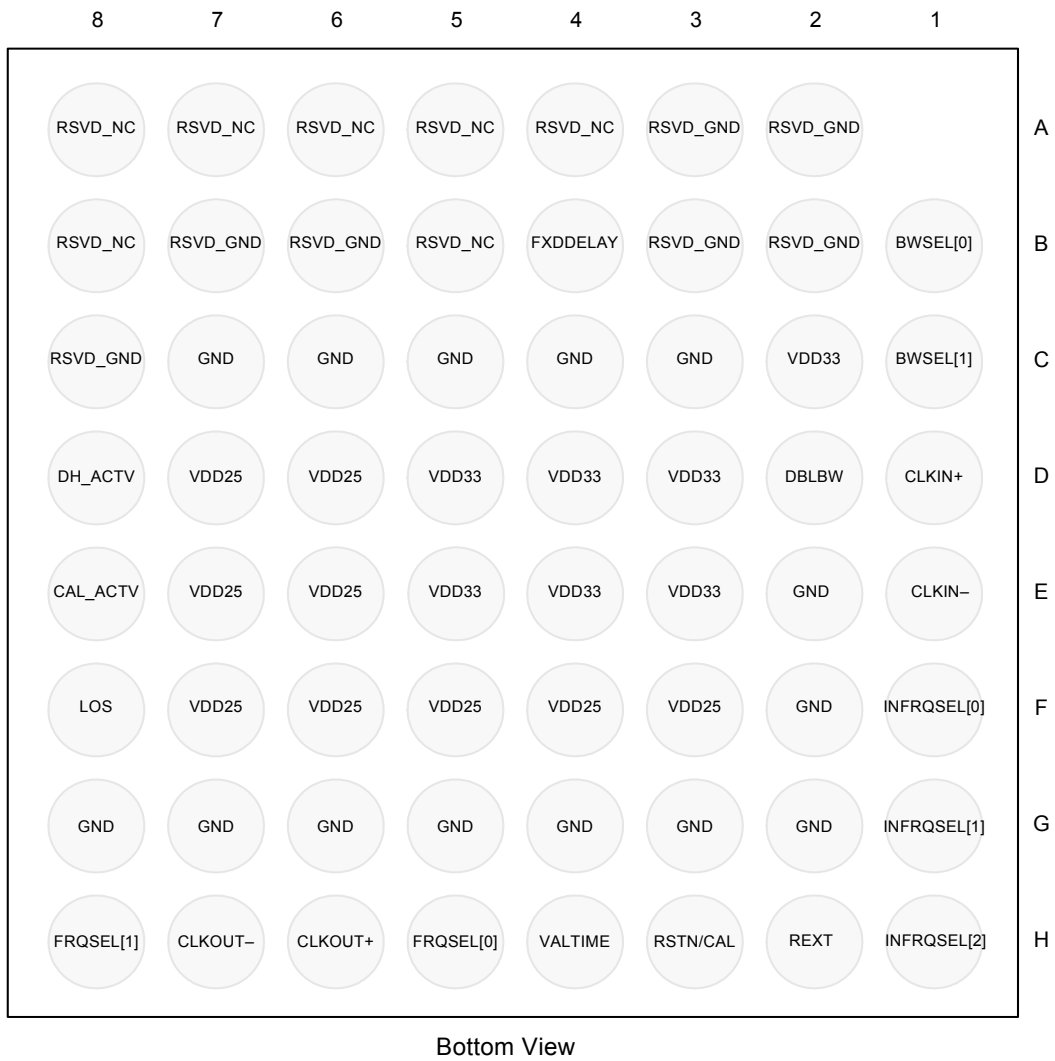 8 7 6 5 4 3 2 1
RSVD_NC RSVD_NC RSVD_NC RSVD_NC RSVD_NC RSVD_GND RSVD_GND A
RSVD_NC RSVD_GND RSVD_GND RSVD_NC FXDDELAY RSVD_GND RSVD_GND BWSEL[0] B
RSVD_GND GND GND GND GND GND VDD33 BWSEL[1] C
DH_ACTV VDD25 VDD25 VDD33 VDD33 VDD33 DBLBW CLKIN+ D
CAL_ACTV VDD25 VDD25 VDD33 VDD33 VDD33 GND CLKIN– E
LOS VDD25 VDD25 VDD25 VDD25 VDD25 GND INFRQSEL[0] F
GND GND GND GND GND GND GND INFRQSEL[1] G
FRQSEL[1] CLKOUT– CLKOUT+ FRQSEL[0] VALTIME RSTN/CAL REXT INFRQSEL[2] H
Bottom View